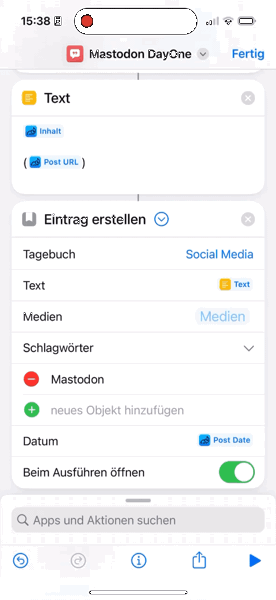 15:38
Mastodon DayOne
Fertig
Text
Inhalt
( Post URL )
Eintrag erstellen
Tagebuch Social Media
Text Text
Medien Medien
Schlagwörter
Mastodon
neues Objekt hinzufügen
Datum Post Date
Beim Ausführen öffnen
Apps und Aktionen suchen